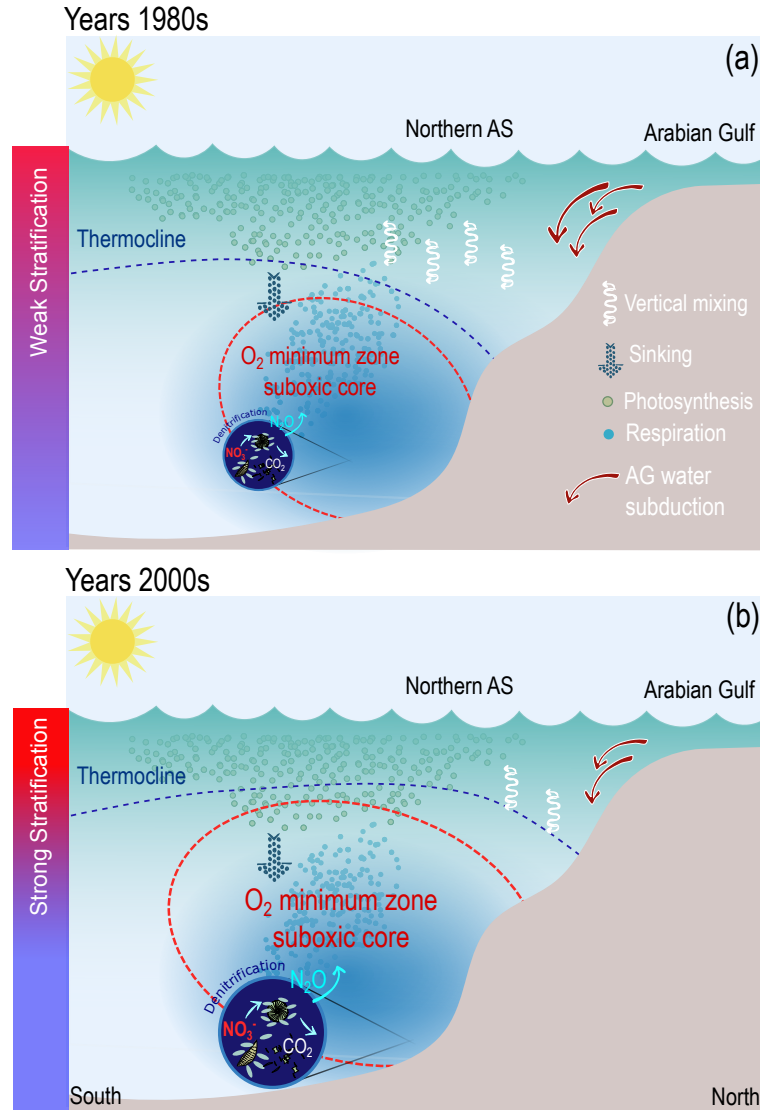 Years 1980s
(a)
Northern AS
Arabian Gulf
Weak Stratification
Thermocline
Vertical mixing
O₂ minimum zone
suboxic core
Sinking
Photosynthesis
Denitrification
N₂O
NO₃⁻
CO₂
Respiration
AG water
subduction
Years 2000s
(b)
Northern AS
Arabian Gulf
Strong Stratification
Thermocline
O₂ minimum zone
suboxic core
Denitrification
N₂O
NO₃⁻
CO₂
South
North